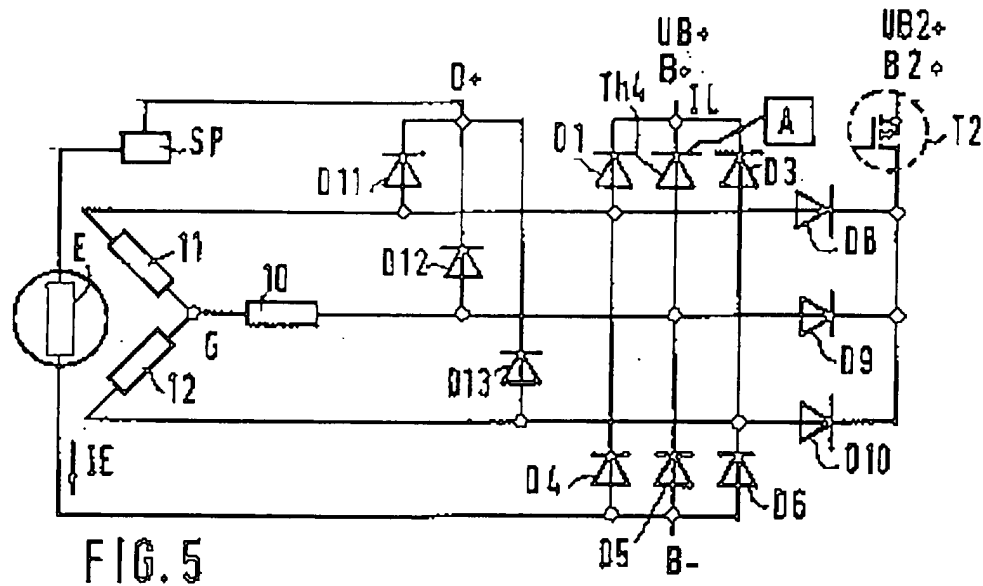 UB+
UB2+
D+
B+
B2+
Th4
IL
A
T2
SP
D1
D3
D11
D8
E
11
10
D12
D9
G
12
D13
D10
IE
D4
D6
D5
B-
FIG.5